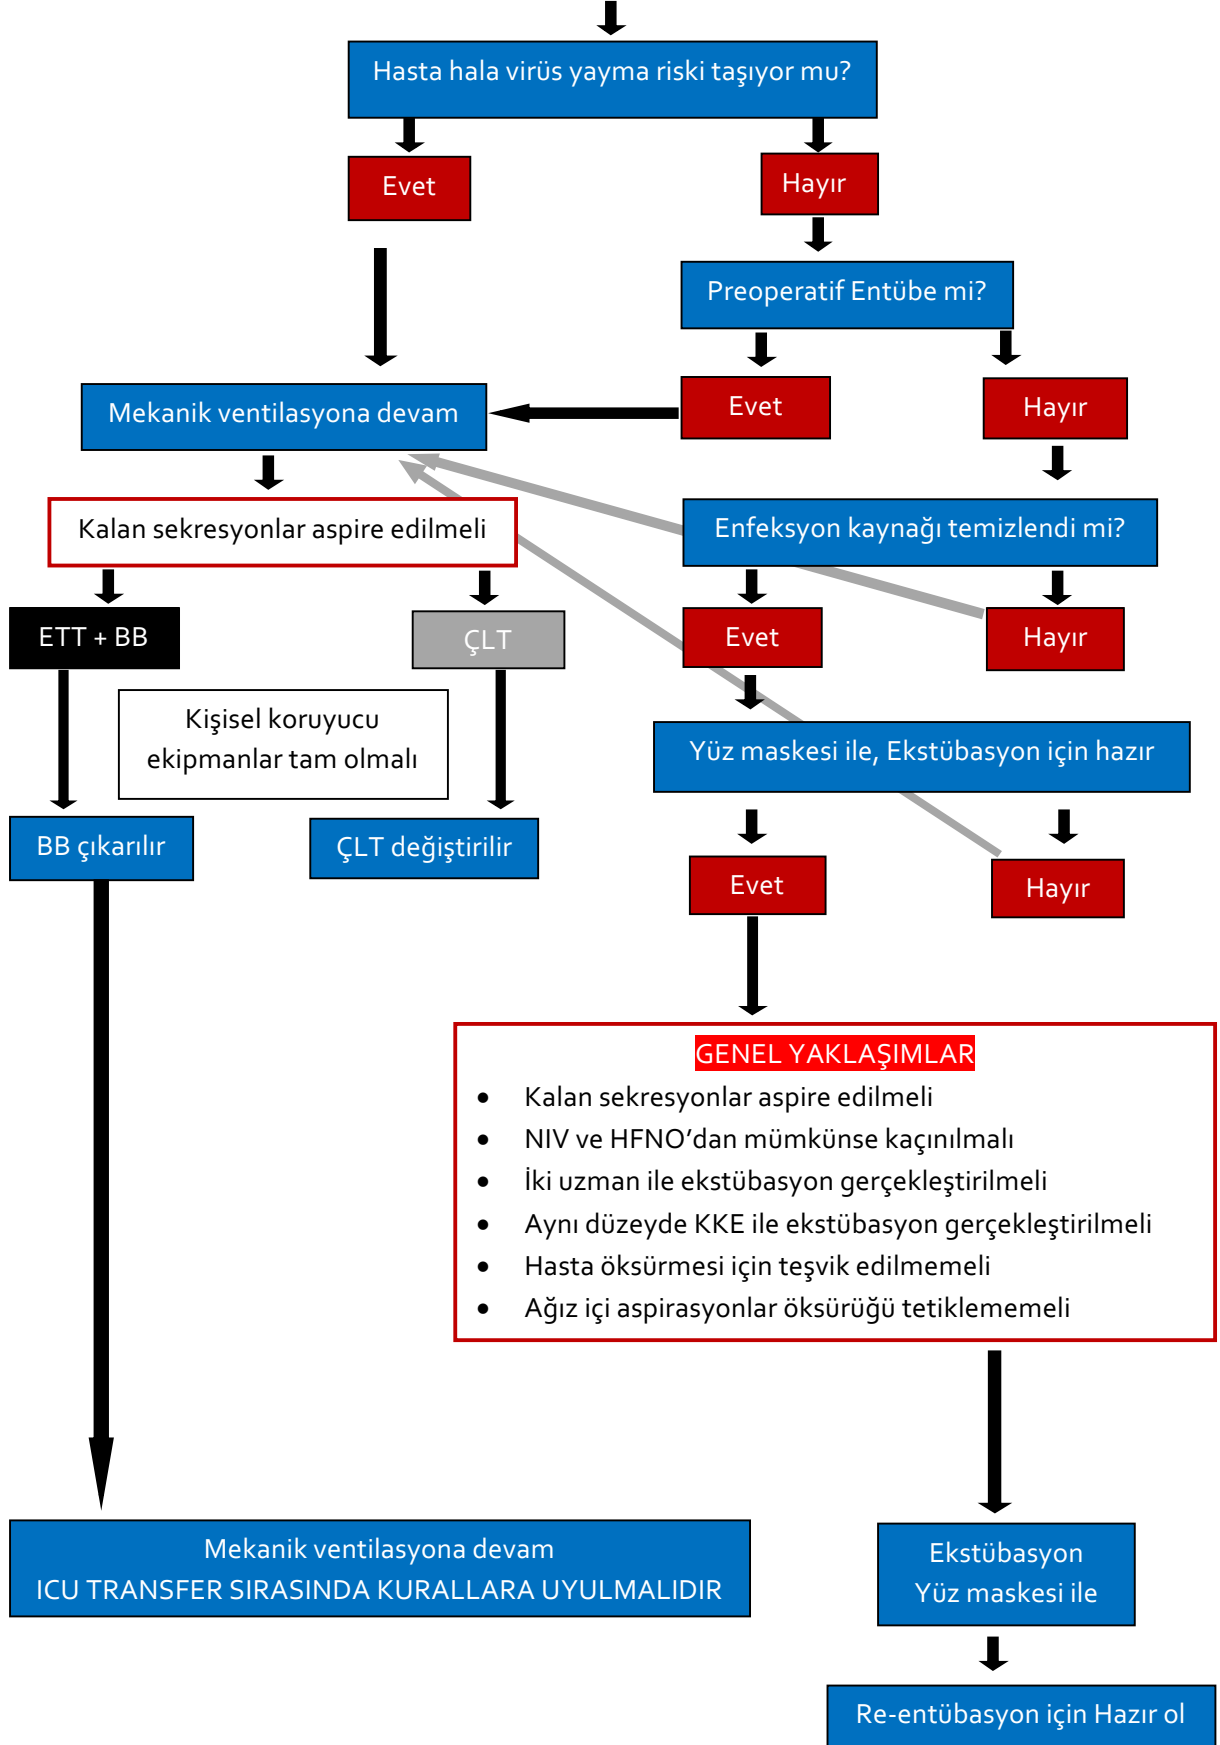 Hasta hala virüs yayma riski taşıyor mu?
Evet
Hayır
Preoperatif Entübe mi?
Mekanik ventilasyona devam
Evet
Hayır
Kalan sekresyonlar aspire edilmeli
Enfeksyon kaynağı temizlendi mi?
ETT + BB
ÇLT
Evet
Hayır
Kişisel koruyucu
ekipmanlar tam olmalı
Yüz maskesi ile, Ekstübasyon için hazır
BB çıkarılır
ÇLT değiştirilir
Evet
Hayır
GENEL YAKLAŞIMLAR
• Kalan sekresyonlar aspire edilmeli
• NIV ve HFNO’dan mümkünse kaçınılmalı
• İki uzman ile ekstübasyon gerçekleştirilmeli
• Aynı düzeyde KKE ile ekstübasyon gerçekleştirilmeli
• Hasta öksürmesi için teşvik edilmemeli
• Ağız içi aspirasyonlar öksürüğü tetiklememeli
Mekanik ventilasyona devam
ICU TRANSFER SIRASINDA KURALLARA UYULMALIDIR
Ekstübasyon
Yüz maskesi ile
Re-entübasyon için Hazır ol